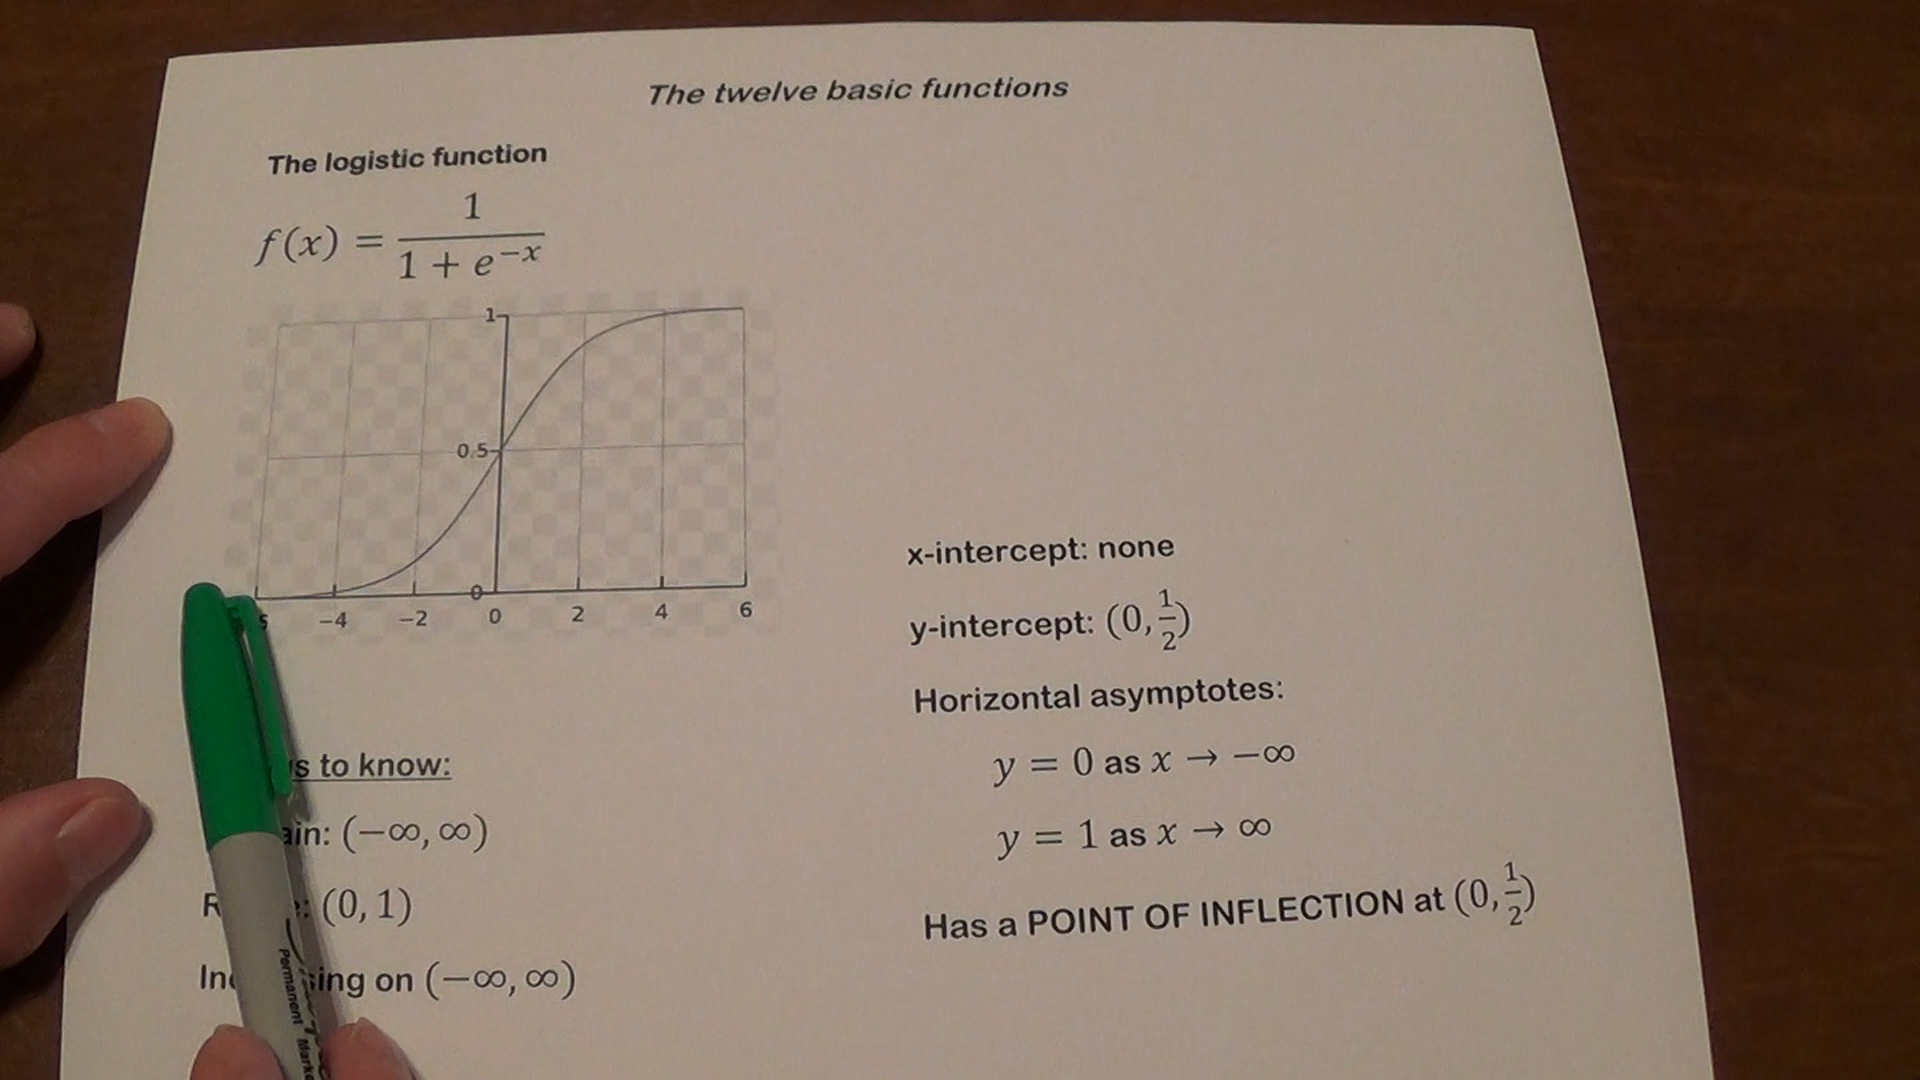 The twelve basic functions
The logistic function
f(x) = 1 / (1 + e^{-x})
1
0.5
0
−4 −2 0 2 4 6
s to know:
ain: (−∞, ∞)
(0, 1)
ing on (−∞, ∞)
x-intercept: none
y-intercept: (0, 1/2)
Horizontal asymptotes:
y = 0 as x → −∞
y = 1 as x → ∞
Has a POINT OF INFLECTION at (0, 1/2)
Permanent Marke